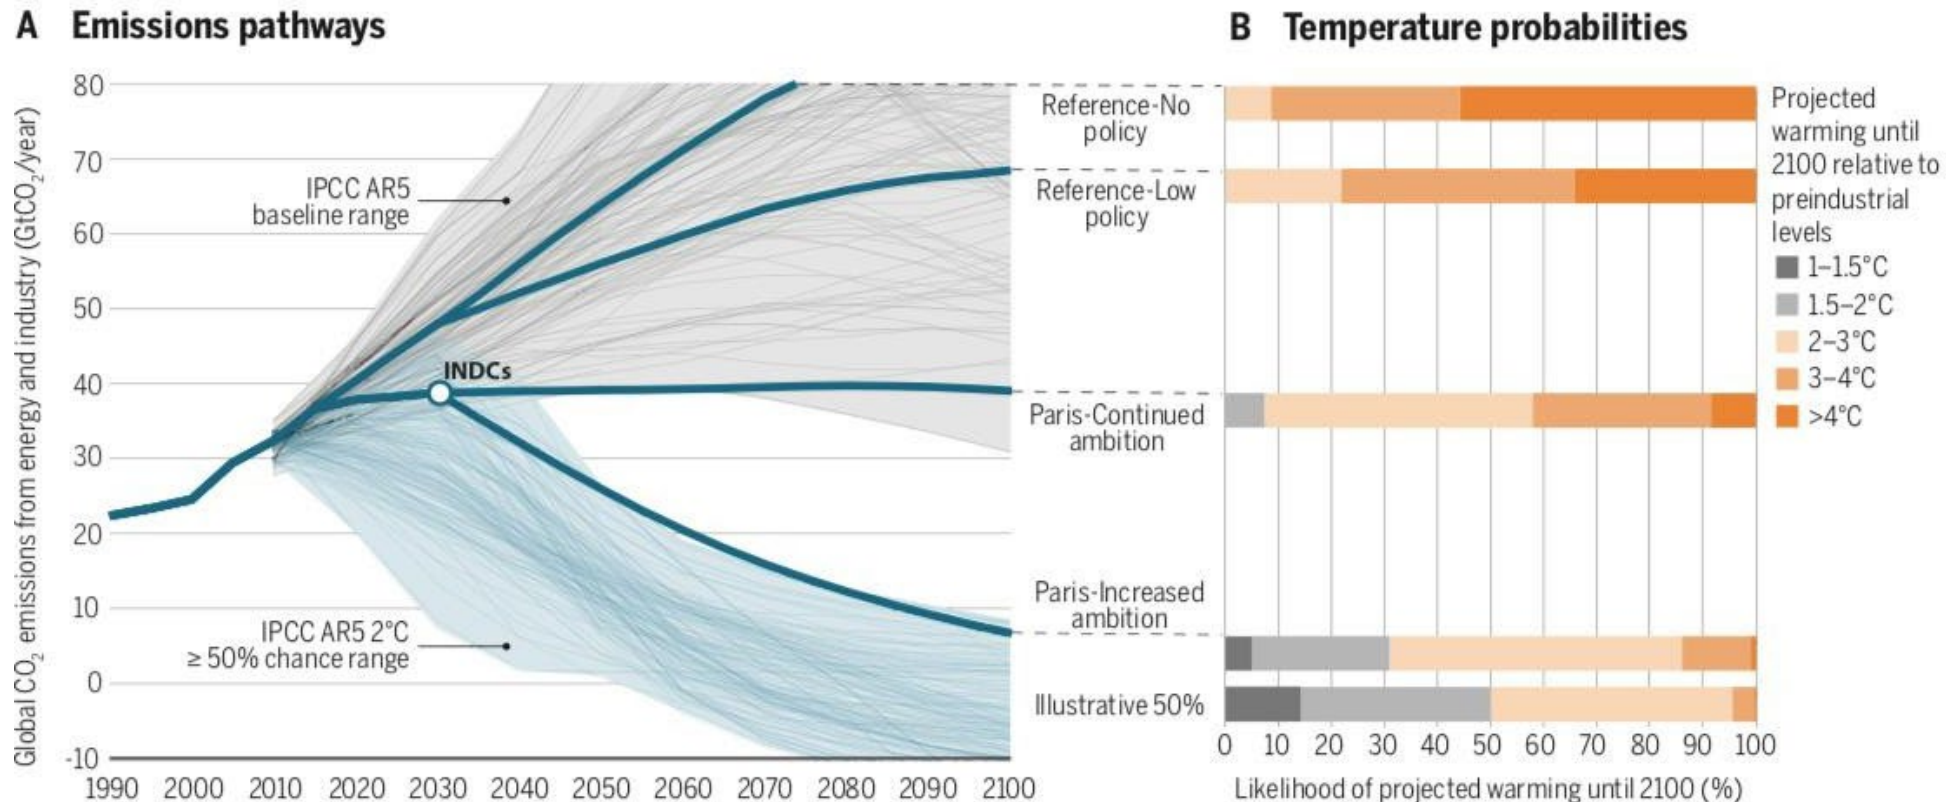 A Emissions pathways
Global CO₂ emissions from energy and industry (GtCO₂/year)
80
70
60
50
40
30
20
10
0
-10
1990 2000 2010 2020 2030 2040 2050 2060 2070 2080 2090 2100
IPCC AR5
baseline range
INDCs
IPCC AR5 2°C
≥ 50% chance range
Reference-No
policy
Reference-Low
policy
Paris-Continued
ambition
Paris-Increased
ambition
Illustrative 50%
B Temperature probabilities
0 10 20 30 40 50 60 70 80 90 100
Likelihood of projected warming until 2100 (%)
Projected
warming until
2100 relative to
preindustrial
levels
1–1.5°C
1.5–2°C
2–3°C
3–4°C
>4°C